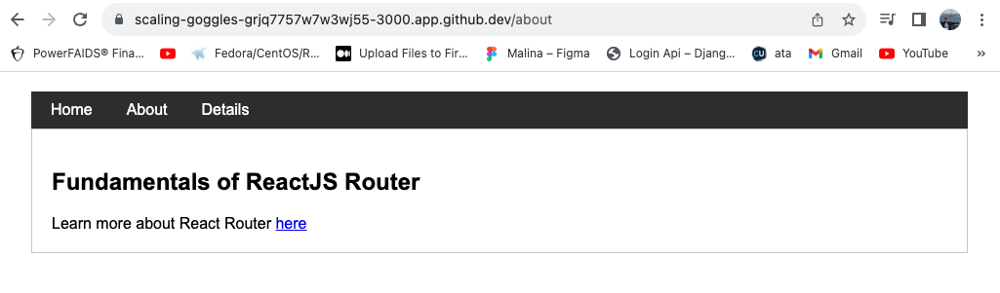 scaling-goggles-grjq7757w7w3wj55-3000.app.github.dev/about
PowerFAIDS® Fina... Fedora/CentOS/R... Upload Files to Fir... Malina – Figma Login Api – Djang... CU ata Gmail YouTube »
Home About Details
Fundamentals of ReactJS Router
Learn more about React Router here